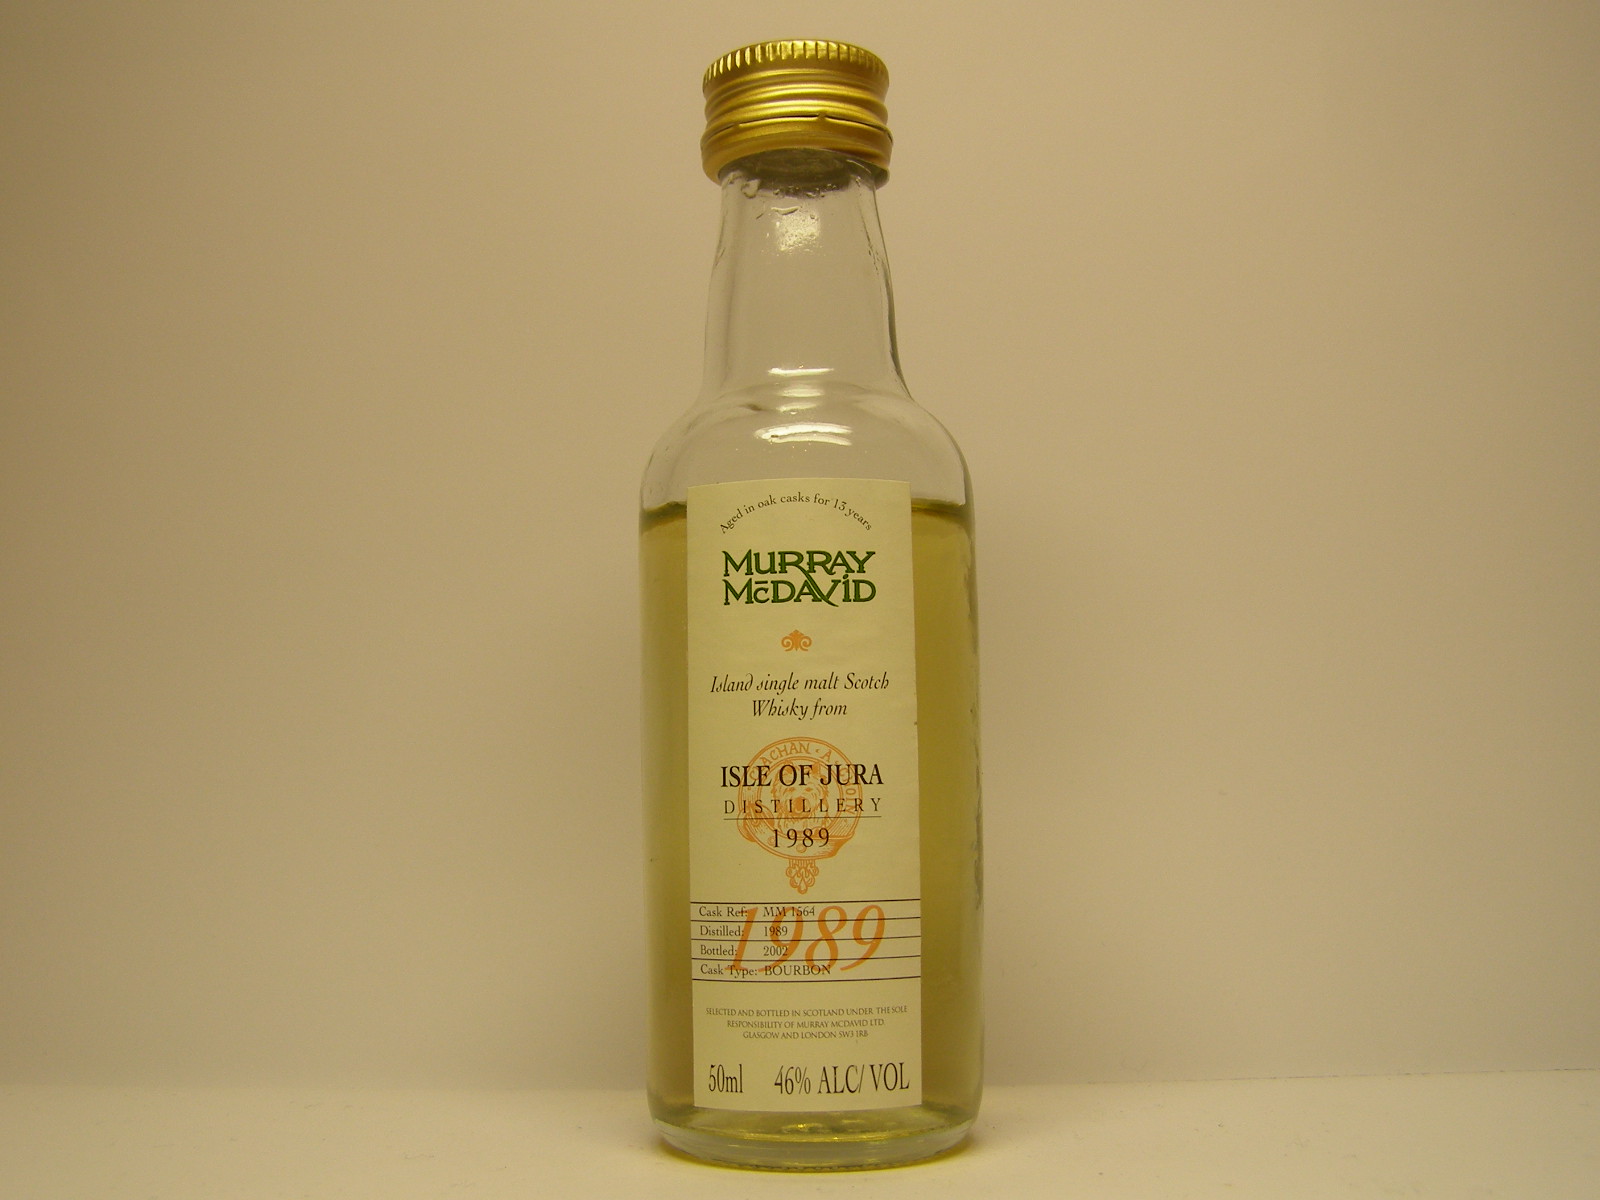 Aged in oak casks for 13 years
MURRAY
McDAVID
Island single malt Scotch
Whisky from
ISLE OF JURA
DISTILLERY
1989
Cask Ref: MM 1564
Distilled: 1989
Bottled: 2002
Cask Type: BOURBON
1989
SELECTED AND BOTTLED IN SCOTLAND UNDER THE SOLE
RESPONSIBILITY OF MURRAY MCDAVID LTD.
GLASGOW AND LONDON SW3 1RB
50ml 46% ALC/VOL